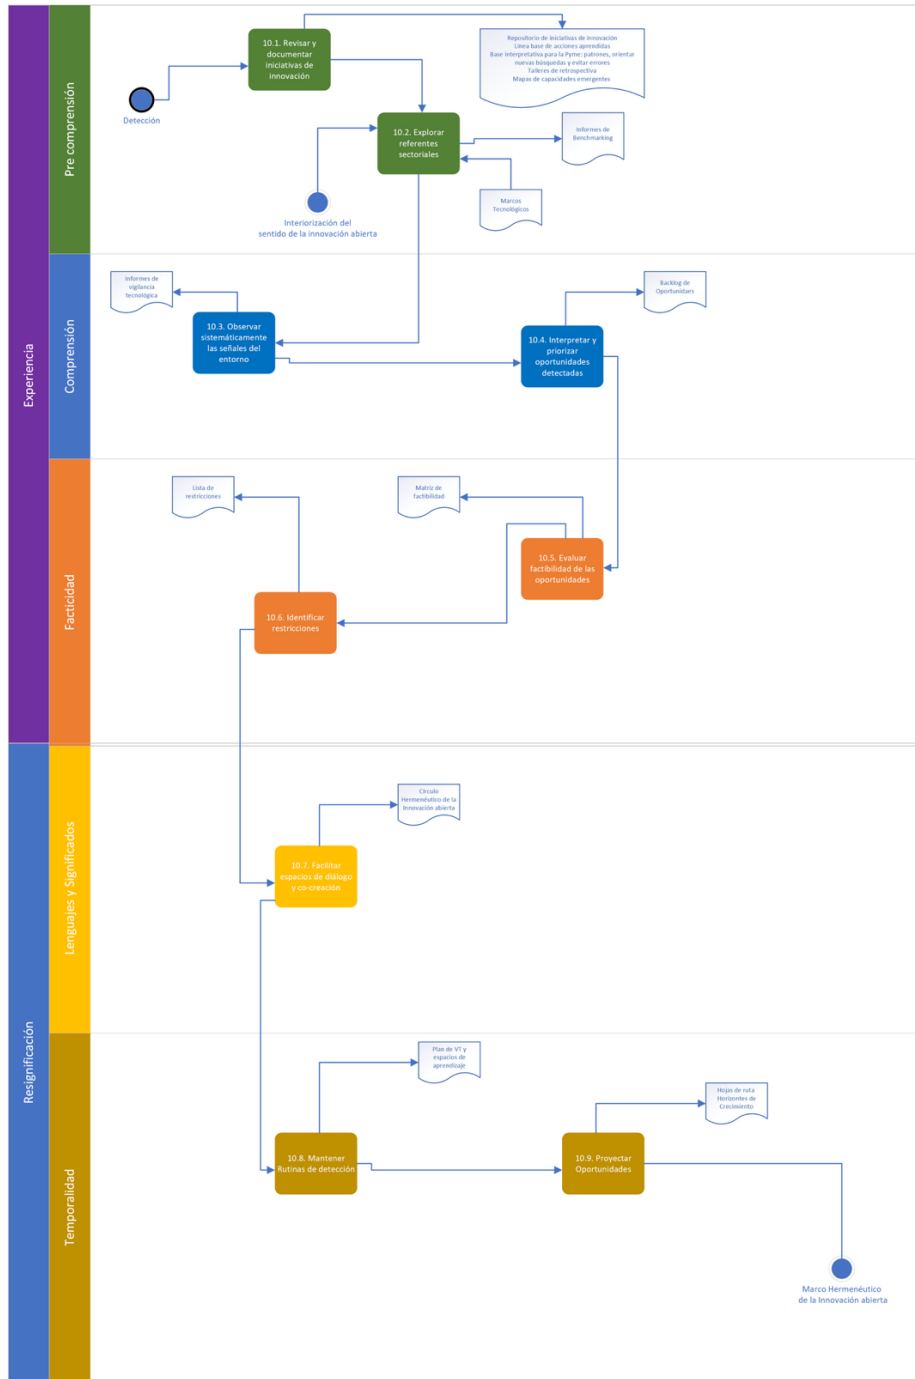 Experiencia
Resignificación
Pre comprensión
Comprensión
Facticidad
Lenguajes y Significados
Temporalidad
Detección
10.1. Revisar y
documentar
iniciativas de
innovación
Repositorio de iniciativas de Innovación
Línea base de acciones aprendidas
Base interpretativa para la Pyme: patrones, orientar
nuevas búsquedas y evitar errores
Talleres de retrospectiva
Mapas de capacidades emergentes
10.2. Explorar
referentes
sectoriales
Informes de
Benchmarking
Marcos
Tecnológicos
Interiorización del
sentido de la innovación abierta
Informes de
vigilancia
tecnológica
10.3. Observar
sistemáticamente
las señales del
entorno
10.4. Interpretar y
priorizar
oportunidades
detectadas
Backlog de
Oportunidaes
Lista de
restricciones
Matriz de
factibilidad
10.5. Evaluar
factibilidad de las
oportunidades
10.6. Identificar
restricciones
Círculo
Hermenéutico de la
Innovación abierta
10.7. Facilitar
espacios de diálogo
y co-creación
Plan de VT y
espacios de
aprendizaje
10.8. Mantener
Rutinas de detección
Hojas de ruta
Horizontes de
Crecimiento
10.9. Proyectar
Oportunidades
Marco Hermenéutico
de la Innovación abierta